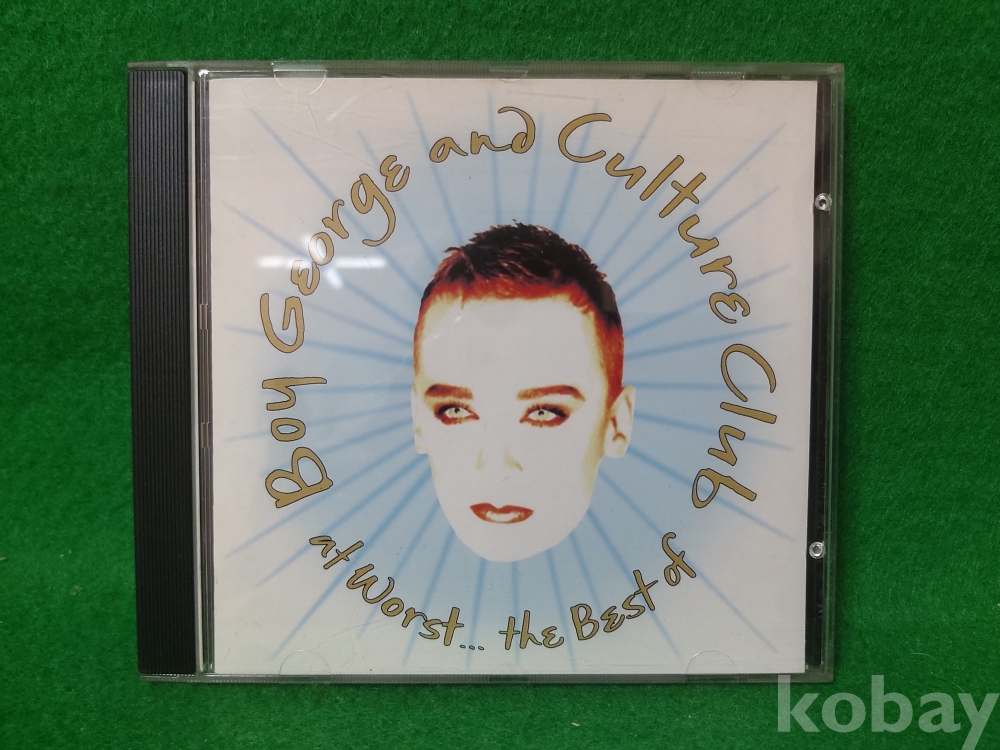 Boy George and Culture Club
at Worst... the Best of
kobay